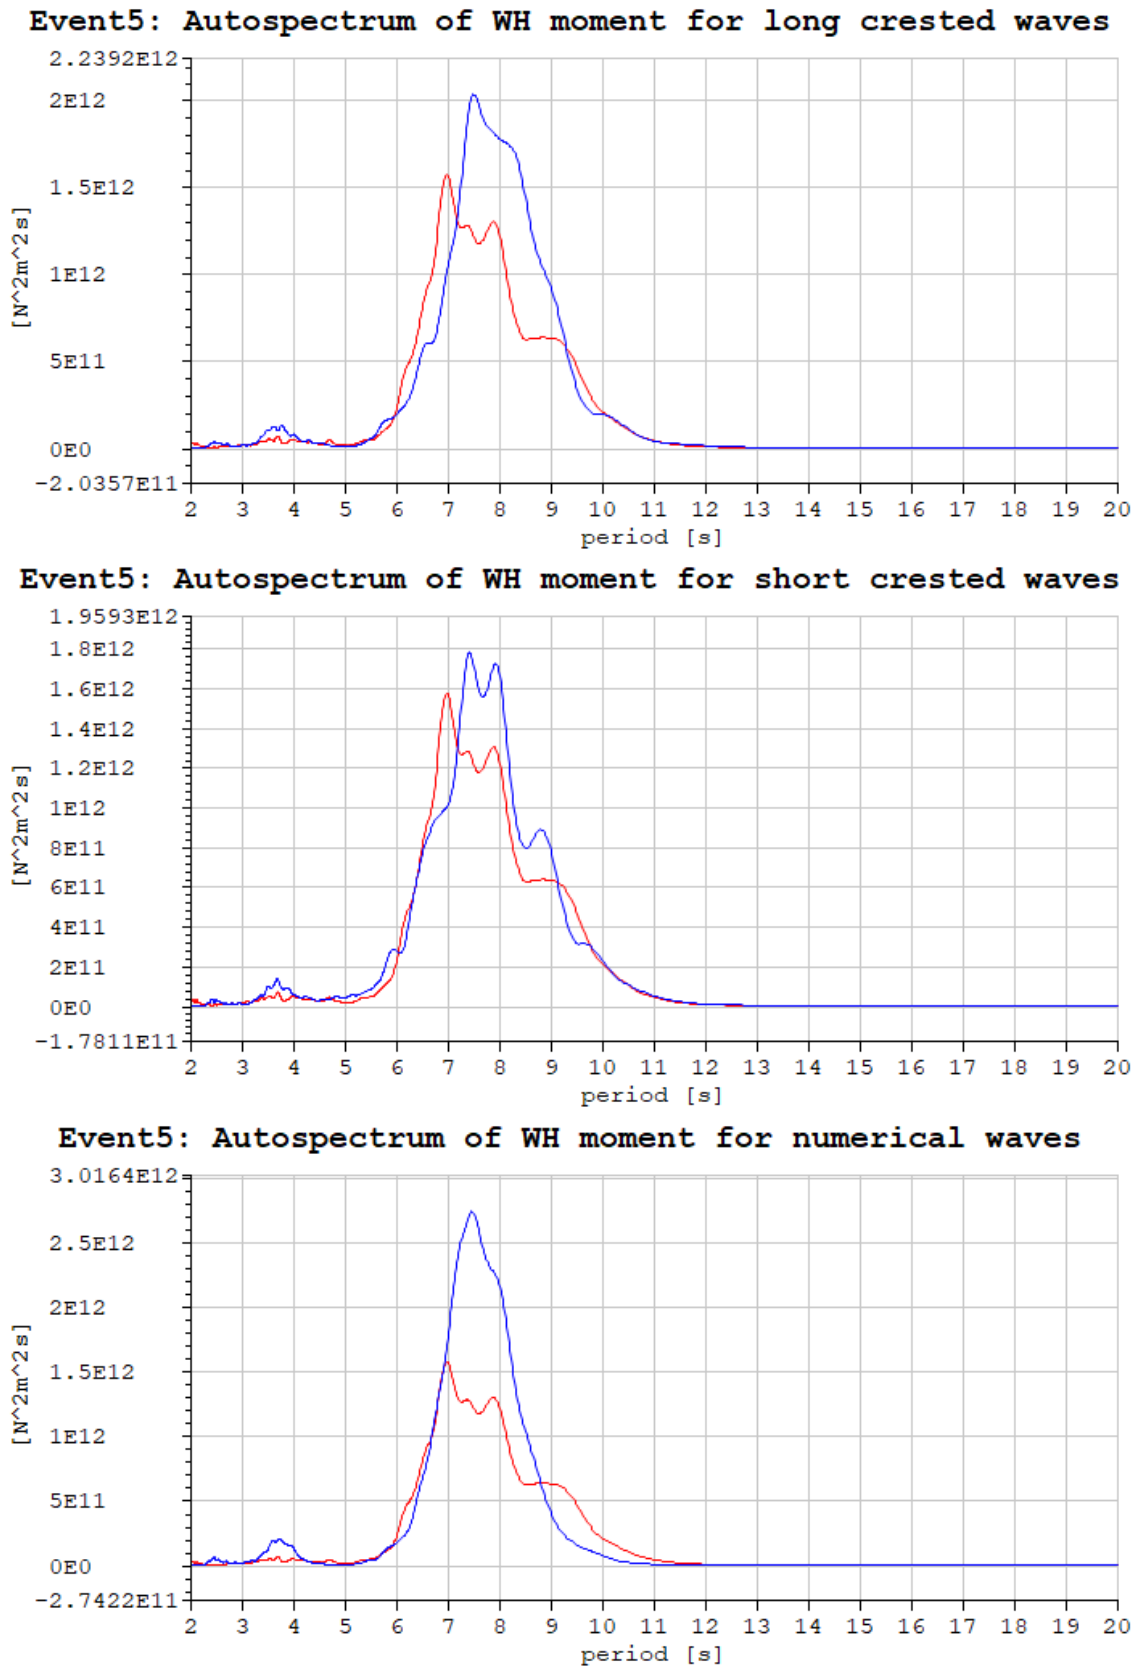 Event5: Autospectrum of WH moment for long crested waves
2.2392E12
2E12
1.5E12
1E12
5E11
0E0
-2.0357E11
[N^2m^2s]
2 3 4 5 6 7 8 9 10 11 12 13 14 15 16 17 18 19 20
period [s]
Event5: Autospectrum of WH moment for short crested waves
1.9593E12
1.8E12
1.6E12
1.4E12
1.2E12
1E12
8E11
6E11
4E11
2E11
0E0
-1.7811E11
[N^2m^2s]
2 3 4 5 6 7 8 9 10 11 12 13 14 15 16 17 18 19 20
period [s]
Event5: Autospectrum of WH moment for numerical waves
3.0164E12
2.5E12
2E12
1.5E12
1E12
5E11
0E0
-2.7422E11
[N^2m^2s]
2 3 4 5 6 7 8 9 10 11 12 13 14 15 16 17 18 19 20
period [s]